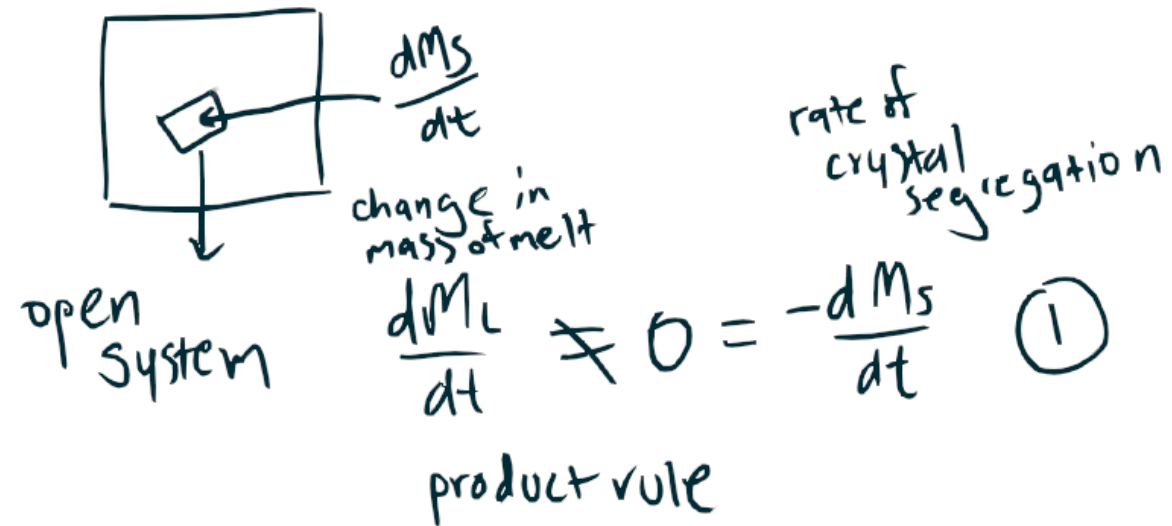 dMs
dt
rate of
crystal
segregation
change in
mass of melt
open
system
dM_L/dt ≠ 0 = -dMs/dt ①
product rule